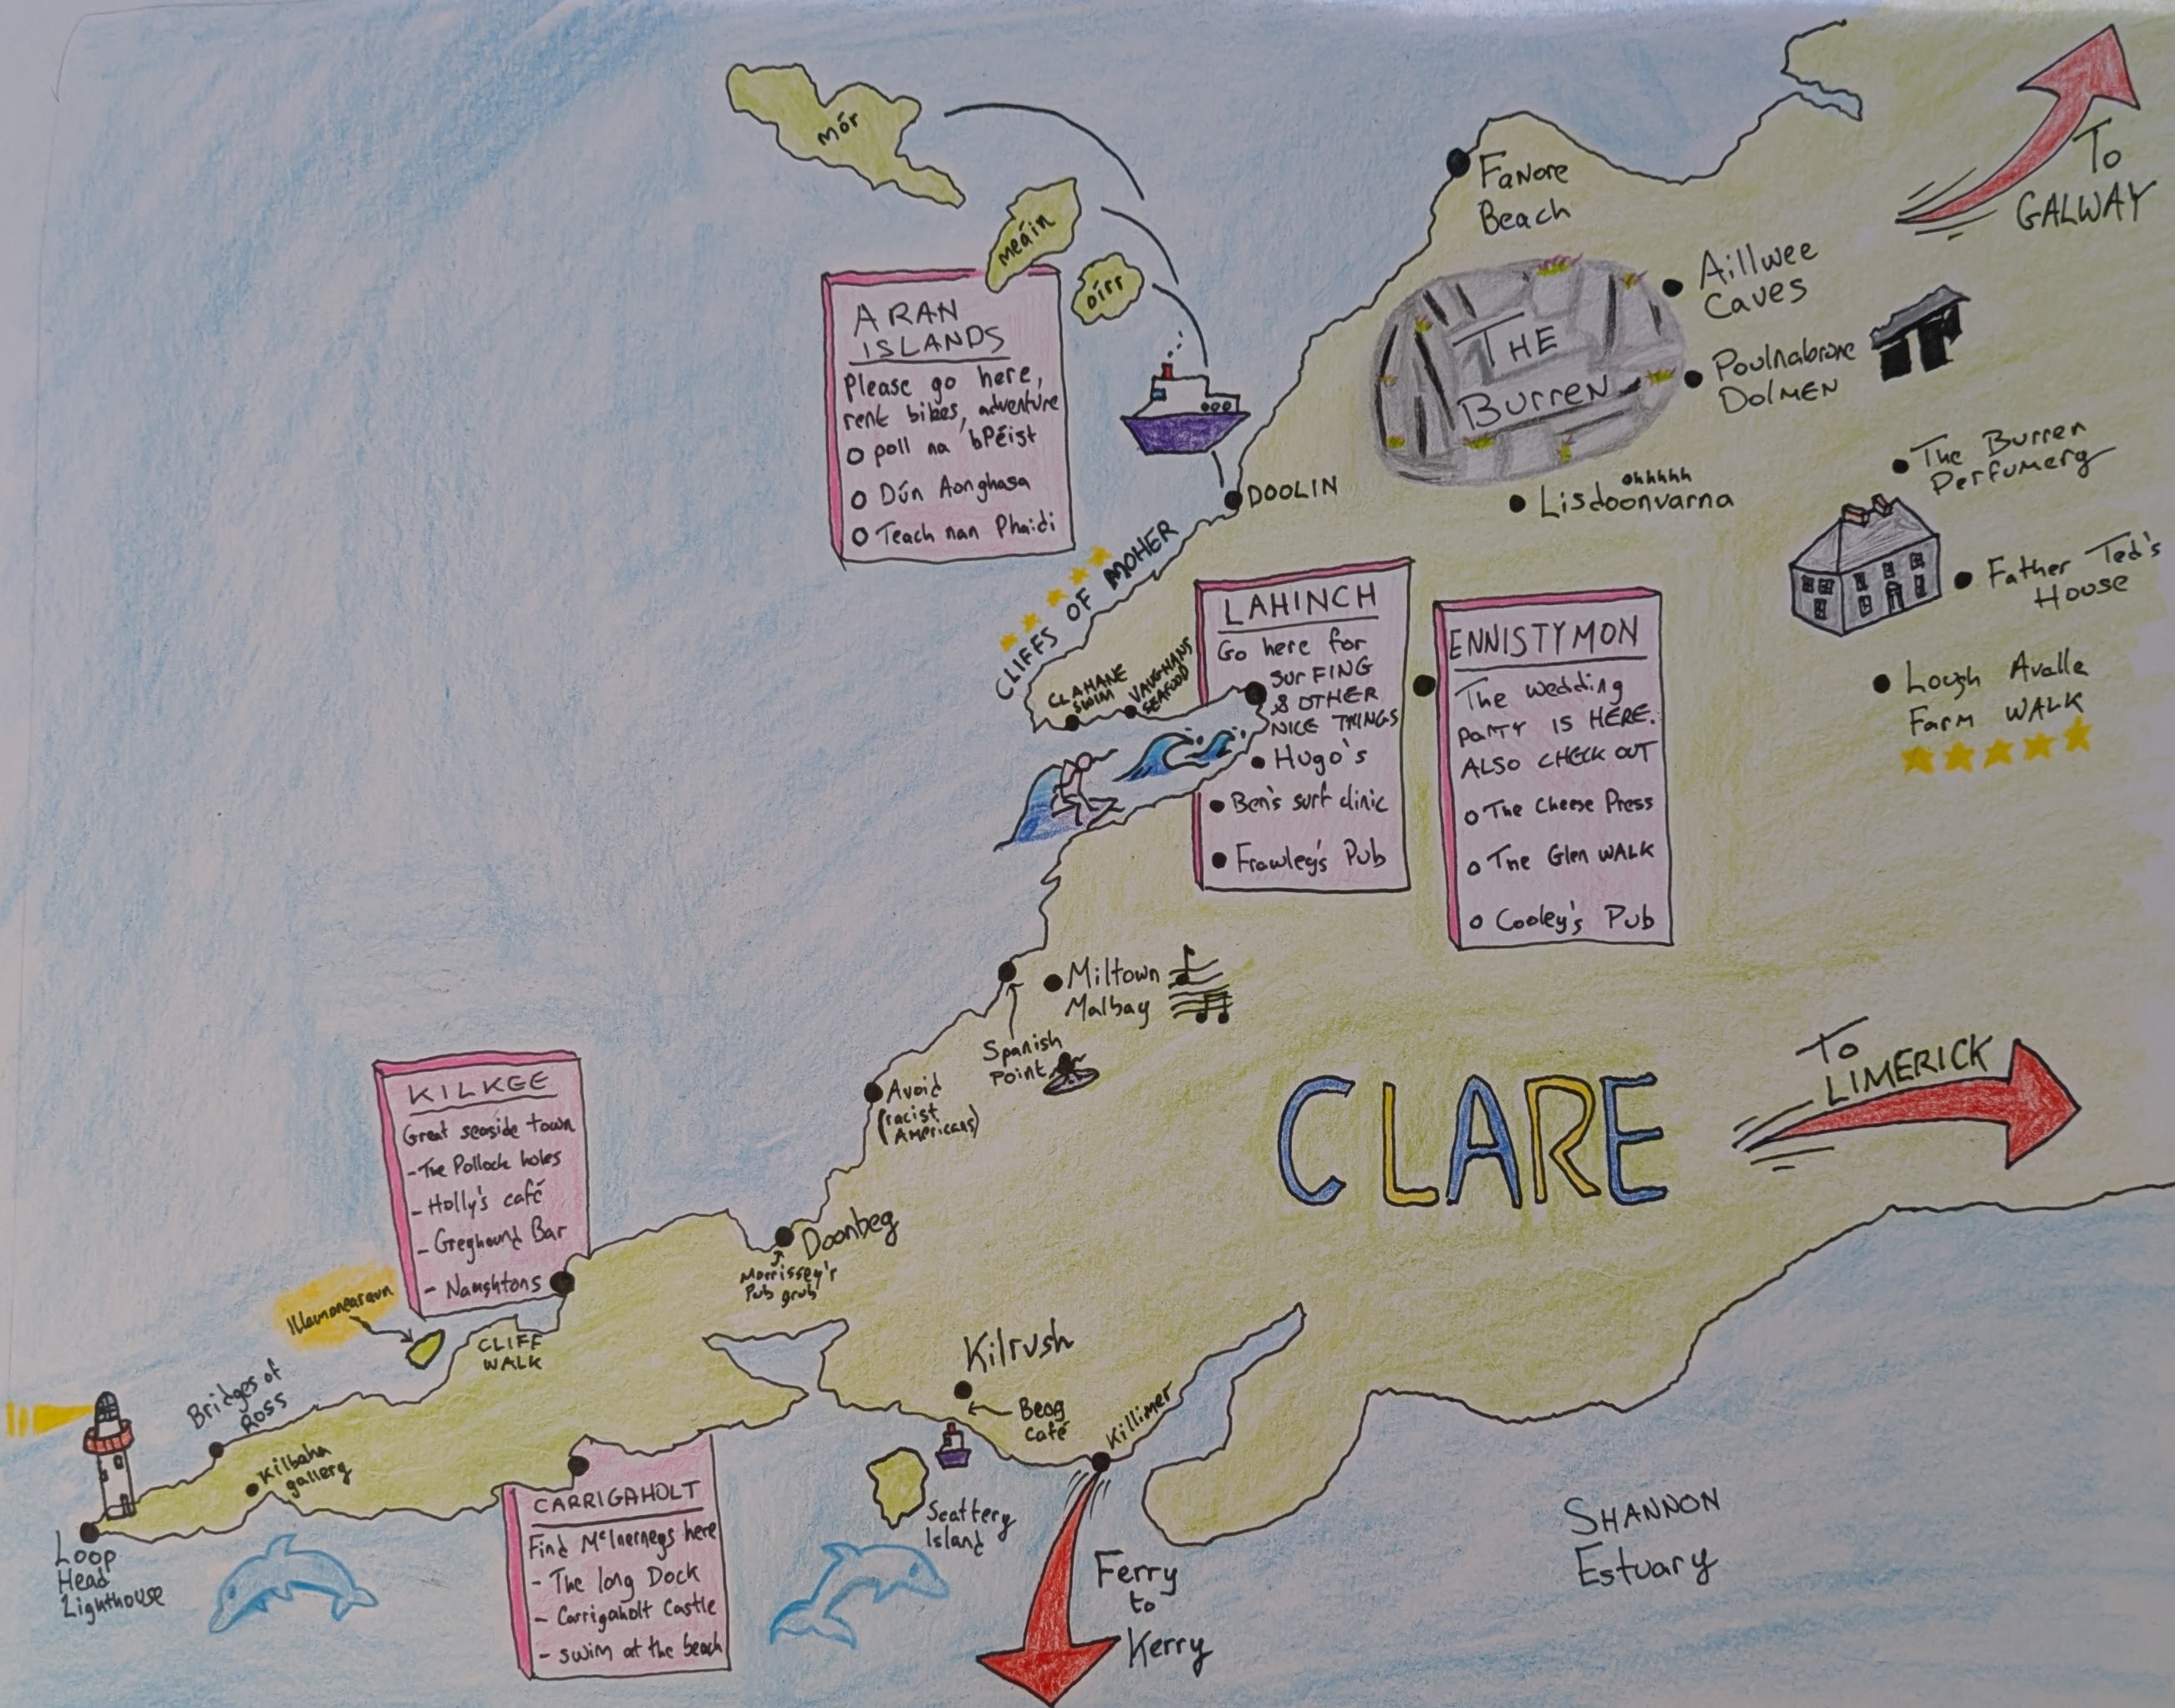 mór
meáin
oírr
ARAN
ISLANDS
Please go here,
rent bikes, adventure
poll na bPéist
Dún Aonghasa
Teach nan Phaidi
Fanore
Beach
To
GALWAY
Aillwee
Caves
THE
Burren
Poulnabrone
Dolmen
The Burren
Perfumery
ohhhhh
Lisdoonvarna
DOOLIN
Father Ted's
House
CLIFFS OF MOHER
CLAHANE
SWIM
VAUGHANS
SEAFOOD
LAHINCH
Go here for
surFING
& OTHER
NICE THINGS
Hugo's
Ben's surf clinic
Frawley's Pub
ENNISTYMON
The wedding
party is HERE.
ALSO CHECK OUT
The Cheese Press
The Glen WALK
Cooley's Pub
Lough Avalla
Farm WALK
Miltown
Malbay
Spanish
Point
Avoid
(racist
Americans)
CLARE
To
LIMERICK
KILKEE
Great seaside town
- The Pollock holes
- Holly's café
- Greyhound Bar
- Naughtons
Doonbeg
Morrissey's
Pub grub
Illaunonearaun
CLIFF
WALK
Bridges of
Ross
Kilbaha
gallery
Loop
Head
Lighthouse
CARRIGAHOLT
Find McInerneys here
- The long Dock
- Carrigaholt Castle
- swim at the beach
Kilrush
Beag
café
Killimer
Scattery
Island
Ferry
to
Kerry
SHANNON
Estuary